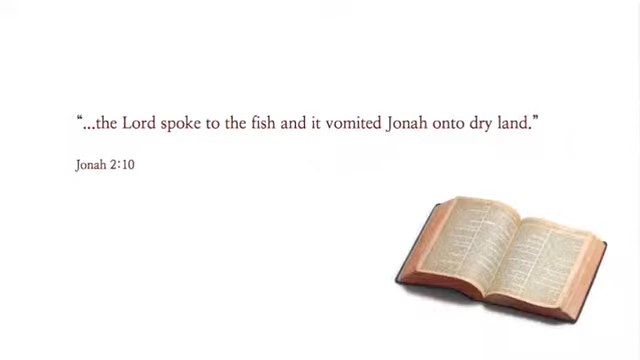 “...the Lord spoke to the fish and it vomited Jonah onto dry land.”
Jonah 2:10